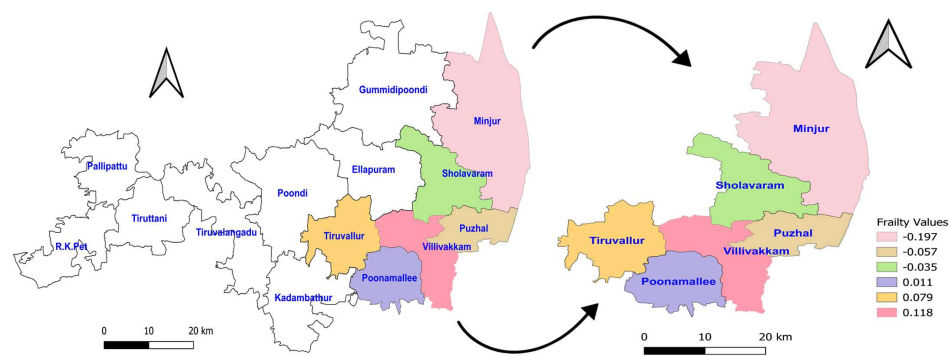 Gummidipoondi
Minjur
Pallipattu
Ellapuram
Sholavaram
Poondi
Tiruttani
R.K.Pet
Tiruvalangadu
Tiruvallur
Puzhal
Villivakkam
Poonamallee
Kadambathur
0 10 20 km
Minjur
Sholavaram
Puzhal
Tiruvallur
Villivakkam
Poonamallee
0 10 20 km
Frailty Values
-0.197
-0.057
-0.035
0.011
0.079
0.118